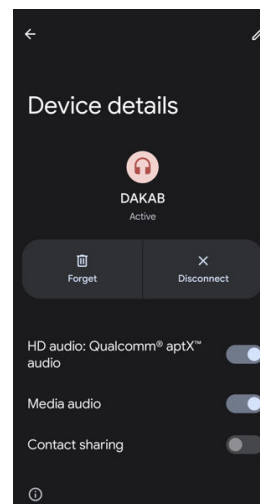 Device details
DAKAB
Active
Forget
Disconnect
HD audio: Qualcomm® aptX™
audio
Media audio
Contact sharing